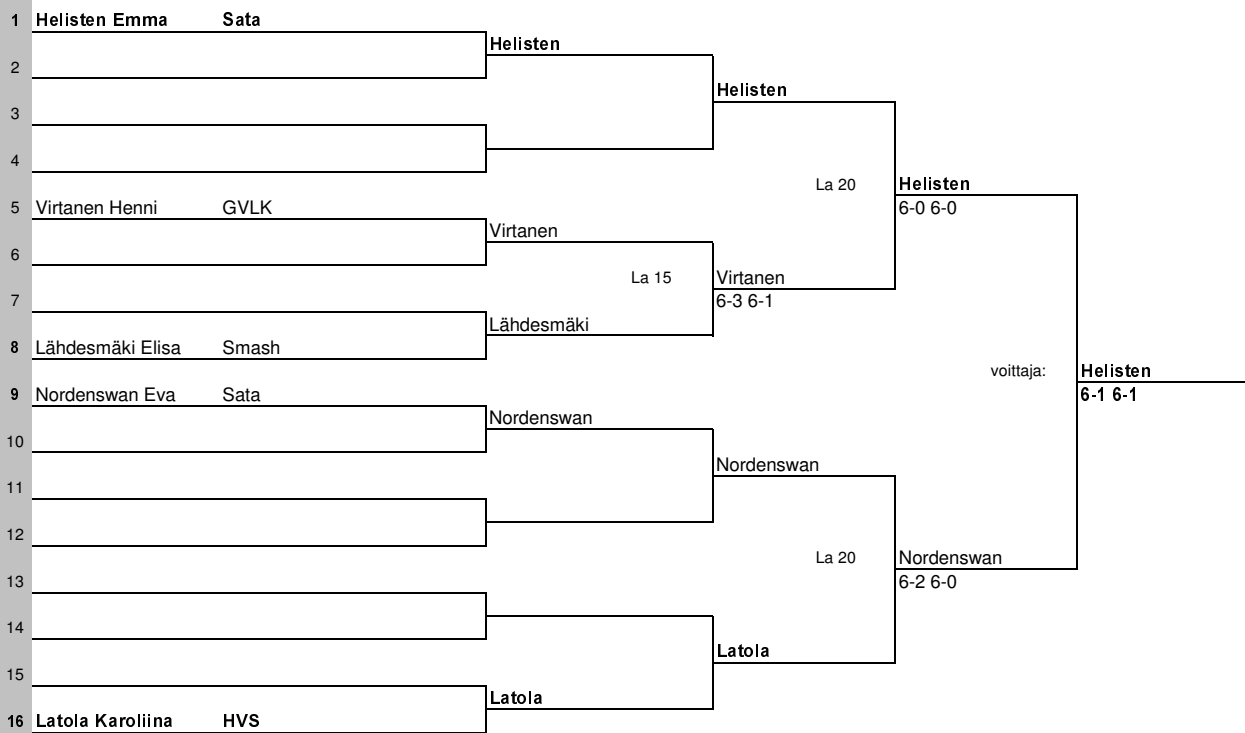 1 Helisten Emma Sata
Helisten
2
Helisten
3
4
La 20 Helisten
5 Virtanen Henni GVLK 6-0 6-0
Virtanen
6
La 15 Virtanen
7 6-3 6-1
Lähdesmäki
8 Lähdesmäki Elisa Smash
voittaja: Helisten
9 Nordenswan Eva Sata 6-1 6-1
Nordenswan
10
Nordenswan
11
12
La 20 Nordenswan
13 6-2 6-0
14
Latola
15
Latola
16 Latola Karoliina HVS